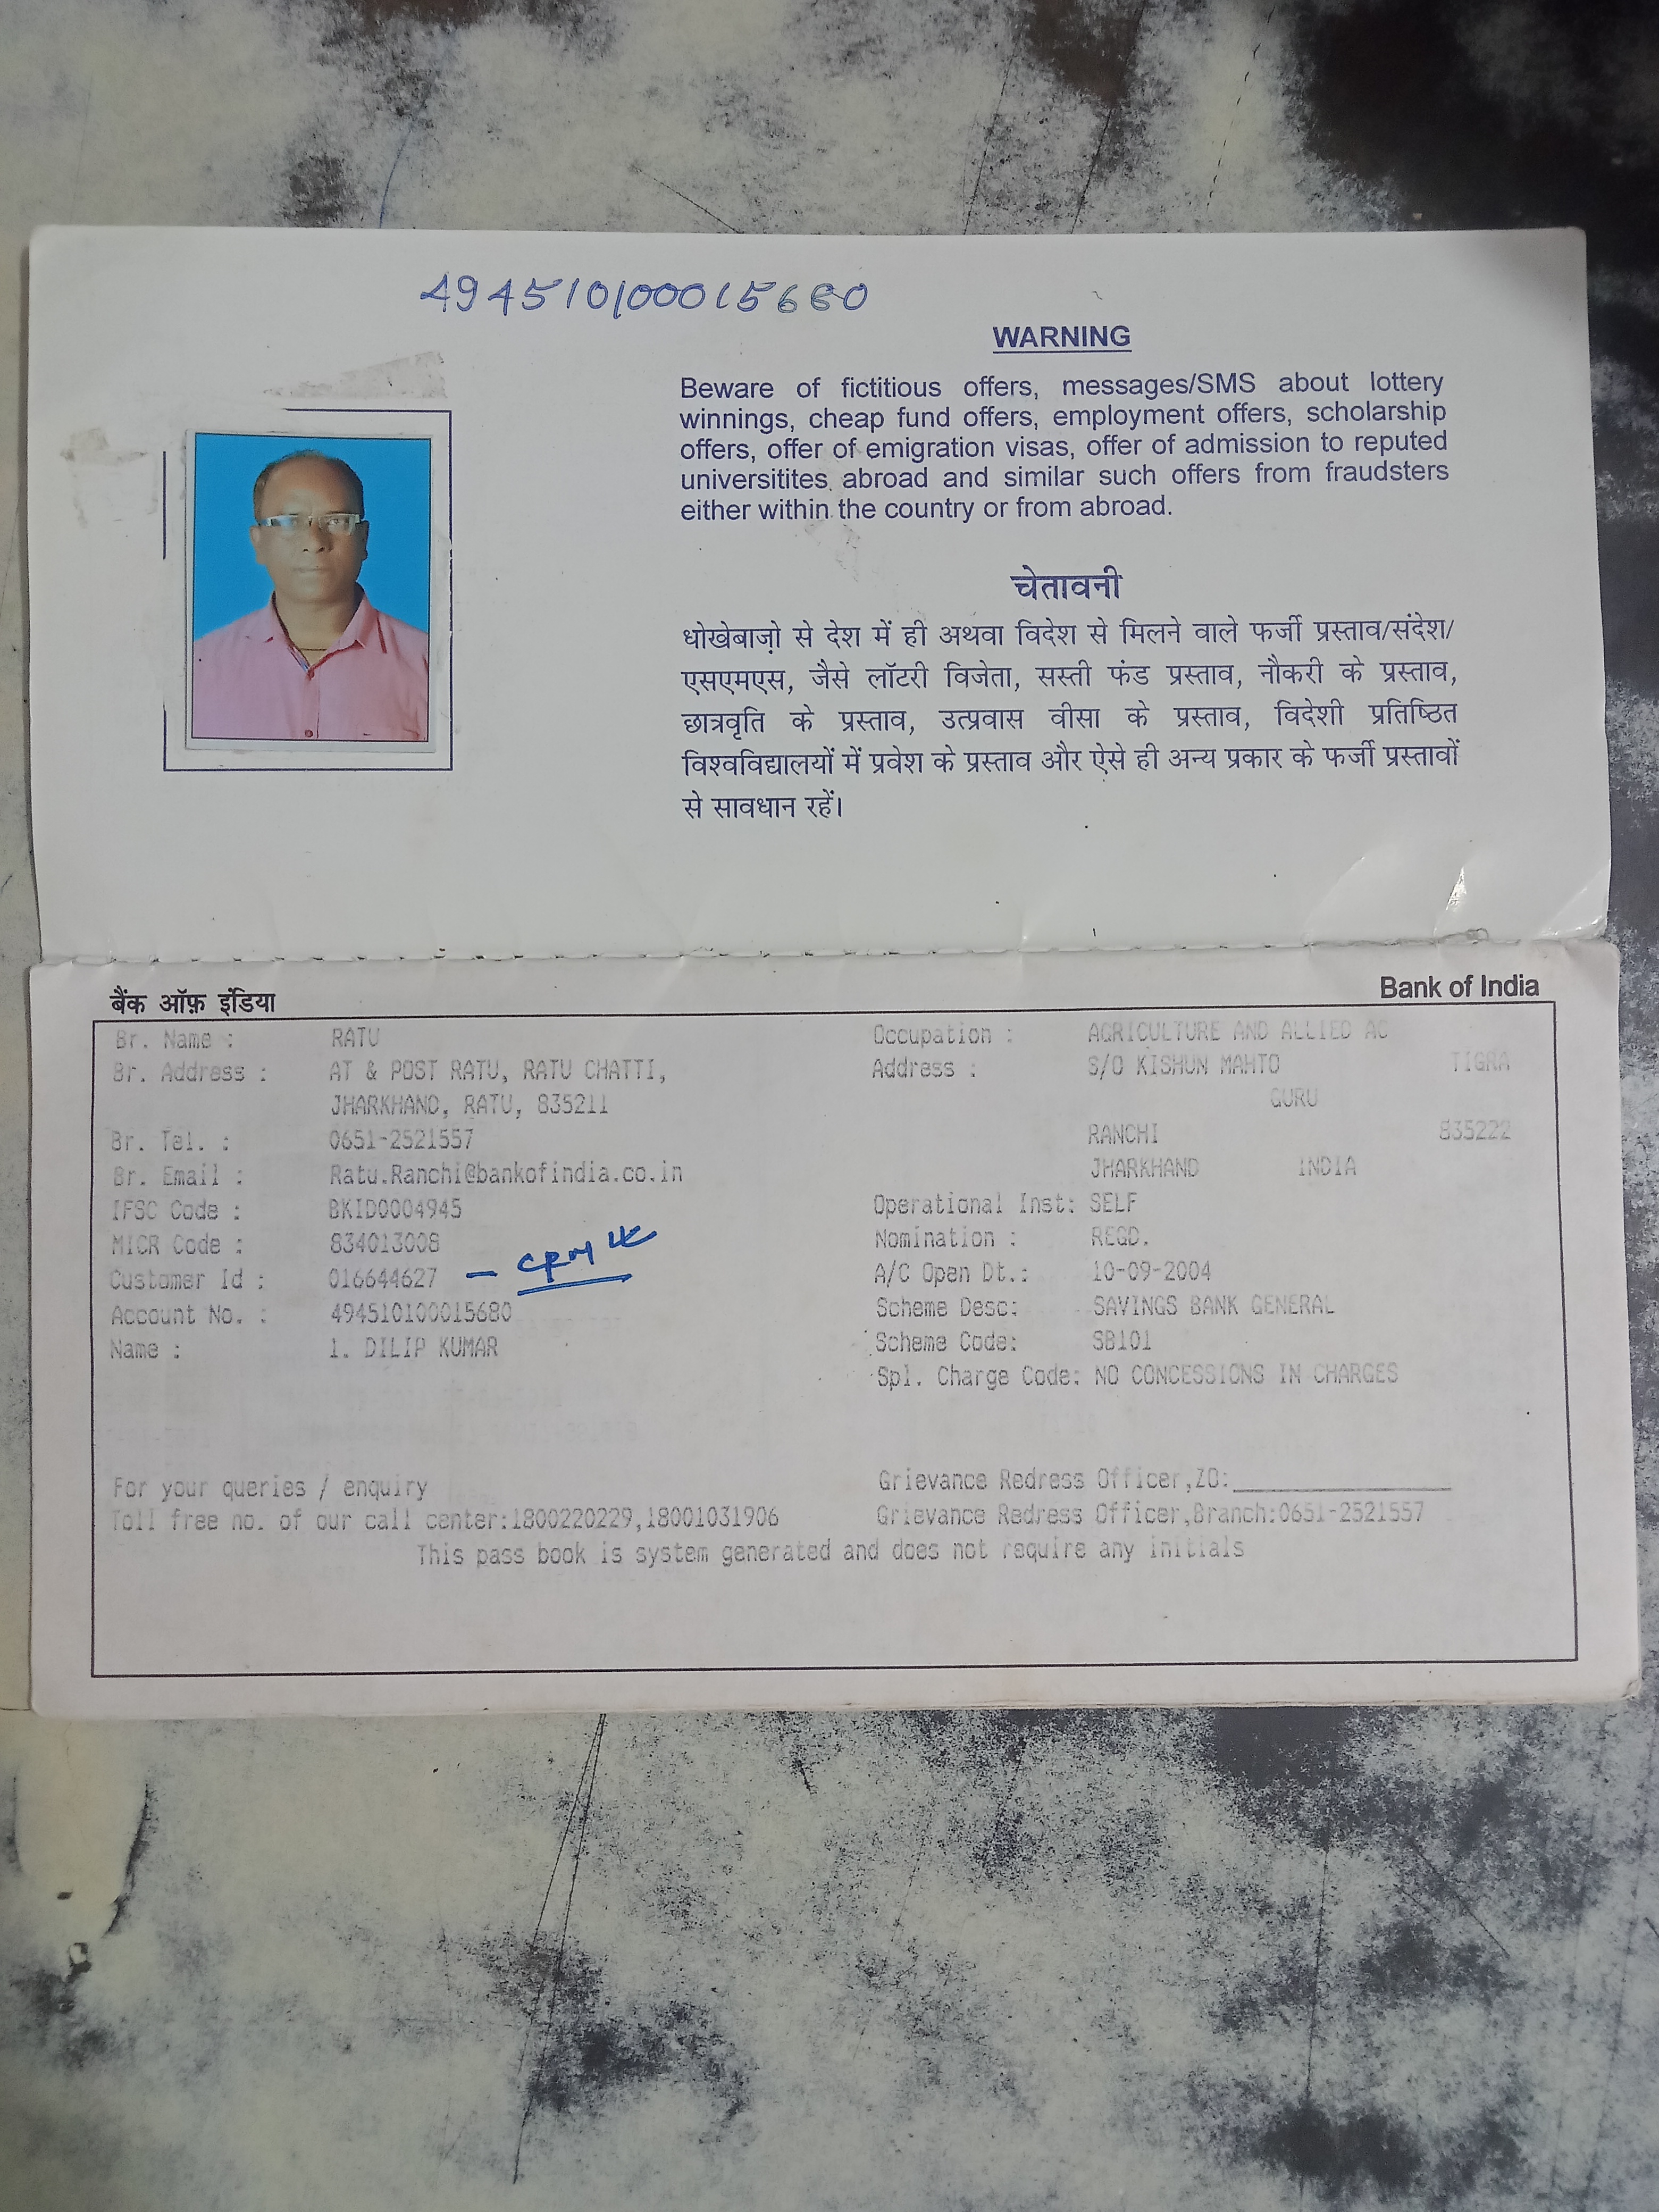 494510100015680
WARNING
Beware of fictitious offers, messages/SMS about lottery
winnings, cheap fund offers, employment offers, scholarship
offers, offer of emigration visas, offer of admission to reputed
universitites abroad and similar such offers from fraudsters
either within the country or from abroad.
चेतावनी
धोखेबाज़ो से देश में ही अथवा विदेश से मिलने वाले फर्जी प्रस्ताव/संदेश/
एसएमएस, जैसे लॉटरी विजेता, सस्ती फंड प्रस्ताव, नौकरी के प्रस्ताव,
छात्रवृति के प्रस्ताव, उत्प्रवास वीसा के प्रस्ताव, विदेशी प्रतिष्ठित
विश्वविद्यालयों में प्रवेश के प्रस्ताव और ऐसे ही अन्य प्रकार के फर्जी प्रस्तावों
से सावधान रहें।
बैंक ऑफ़ इंडिया Bank of India
Br. Name : RATU Occupation : AGRICULTURE AND ALLIED AC
Br. Address : AT & POST RATU, RATU CHATTI, Address : S/O KISHUN MAHTO TIGRA
JHARKHAND, RATU, 835211 GURU
Br. Tel. : 0651-2521557 RANCHI 835222
Br. Email : Ratu.Ranchi@bankofindia.co.in JHARKHAND INDIA
IFSC Code : BKID0004945 Operational Inst: SELF
MICR Code : 834013008 Nomination : REGD.
Customer Id : 016644627 – A/C Open Dt.: 10-09-2004
Account No. : 494510100015680 Scheme Desc: SAVINGS BANK GENERAL
Name : 1. DILIP KUMAR Scheme Code: SB101
Spl. Charge Code: NO CONCESSIONS IN CHARGES
For your queries / enquiry Grievance Redress Officer,ZO:
Toll free no. of our call center:1800220229,18001031906 Grievance Redress Officer,Branch:0651-2521557
This pass book is system generated and does not require any initials